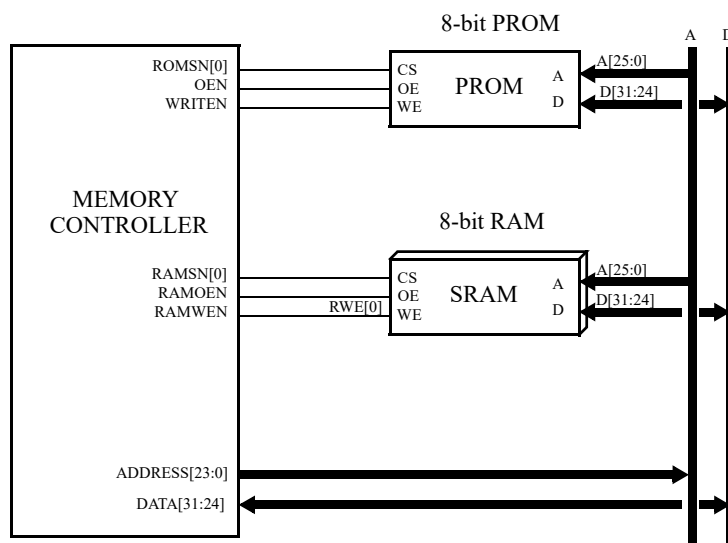 8-bit PROM
A D
ROMSN[0]
OEN
WRITEN
CS
OE
WE
PROM
A
D
A[25:0]
D[31:24]
MEMORY
CONTROLLER
8-bit RAM
RAMSN[0]
RAMOEN
RAMWEN
RWE[0]
CS
OE
WE
SRAM
A
D
A[25:0]
D[31:24]
ADDRESS[23:0]
DATA[31:24]